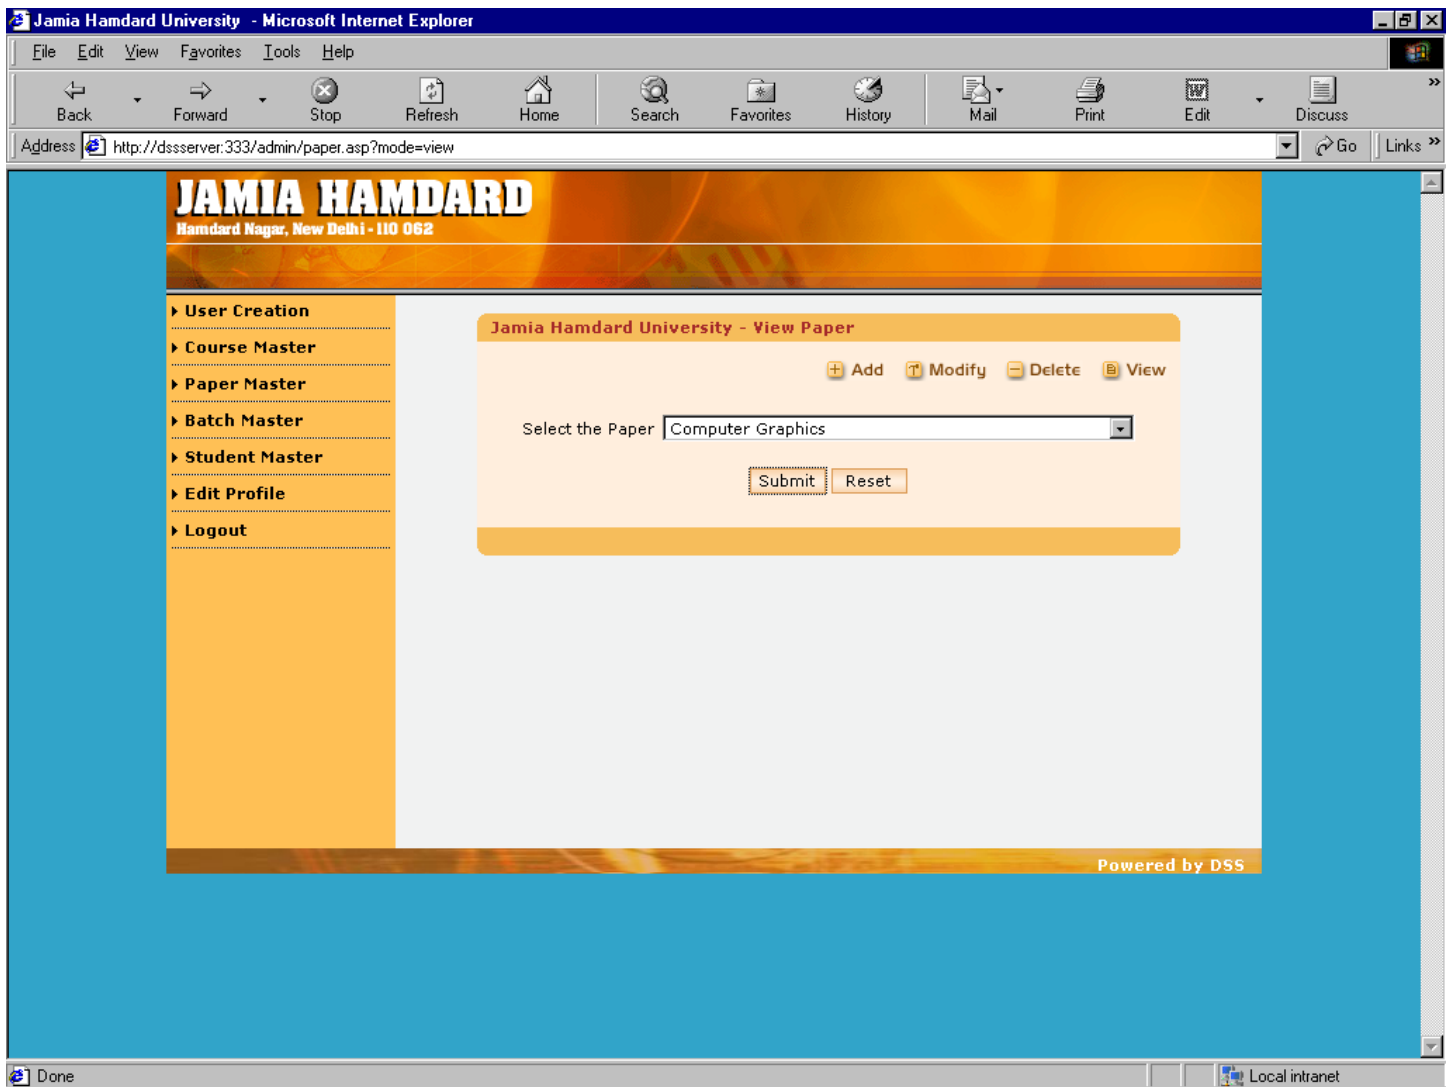 Jamia Hamdard University - Microsoft Internet Explorer
File Edit View Favorites Tools Help
Back Forward Stop Refresh Home Search Favorites History Mail Print Edit Discuss »
Address http://dssserver:333/admin/paper.asp?mode=view Go Links »
JAMIA HAMDARD
Hamdard Nagar, New Delhi - 110 062
User Creation
Course Master
Paper Master
Batch Master
Student Master
Edit Profile
Logout
Jamia Hamdard University - View Paper
Add Modify Delete View
Select the Paper Computer Graphics
Submit Reset
Powered by DSS
Done Local intranet